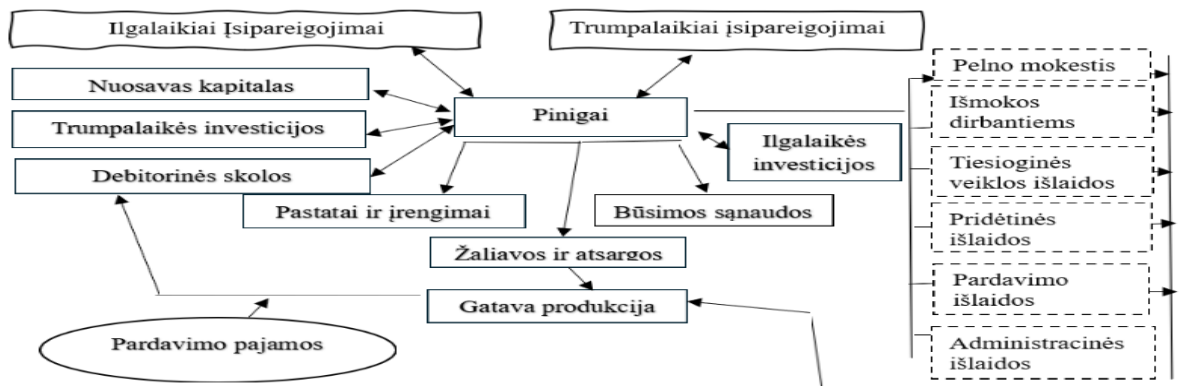 Ilgalaikiai Įsipareigojimai
Trumpalaikiai įsipareigojimai
Nuosavas kapitalas
Trumpalaikės investicijos
Debitorinės skolos
Pinigai
Ilgalaikės
investicijos
Pastatai ir įrengimai
Būsimos sąnaudos
Žaliavos ir atsargos
Gatava produkcija
Pardavimo pajamos
Pelno mokestis
Išmokos
dirbantiems
Tiesioginės
veiklos išlaidos
Pridėtinės
išlaidos
Pardavimo
išlaidos
Administracinės
išlaidos